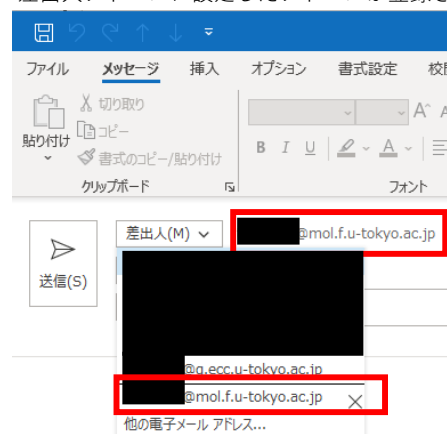 ファイル メッセージ 挿入 オプション 書式設定
貼り付け
切り取り
コピー
書式のコピー/貼り付け
B I U A
クリップボード フォント
送信(S)
差出人(M) @mol.f.u-tokyo.ac.jp
@g.ecc.u-tokyo.ac.jp
@mol.f.u-tokyo.ac.jp
他の電子メール アドレス...